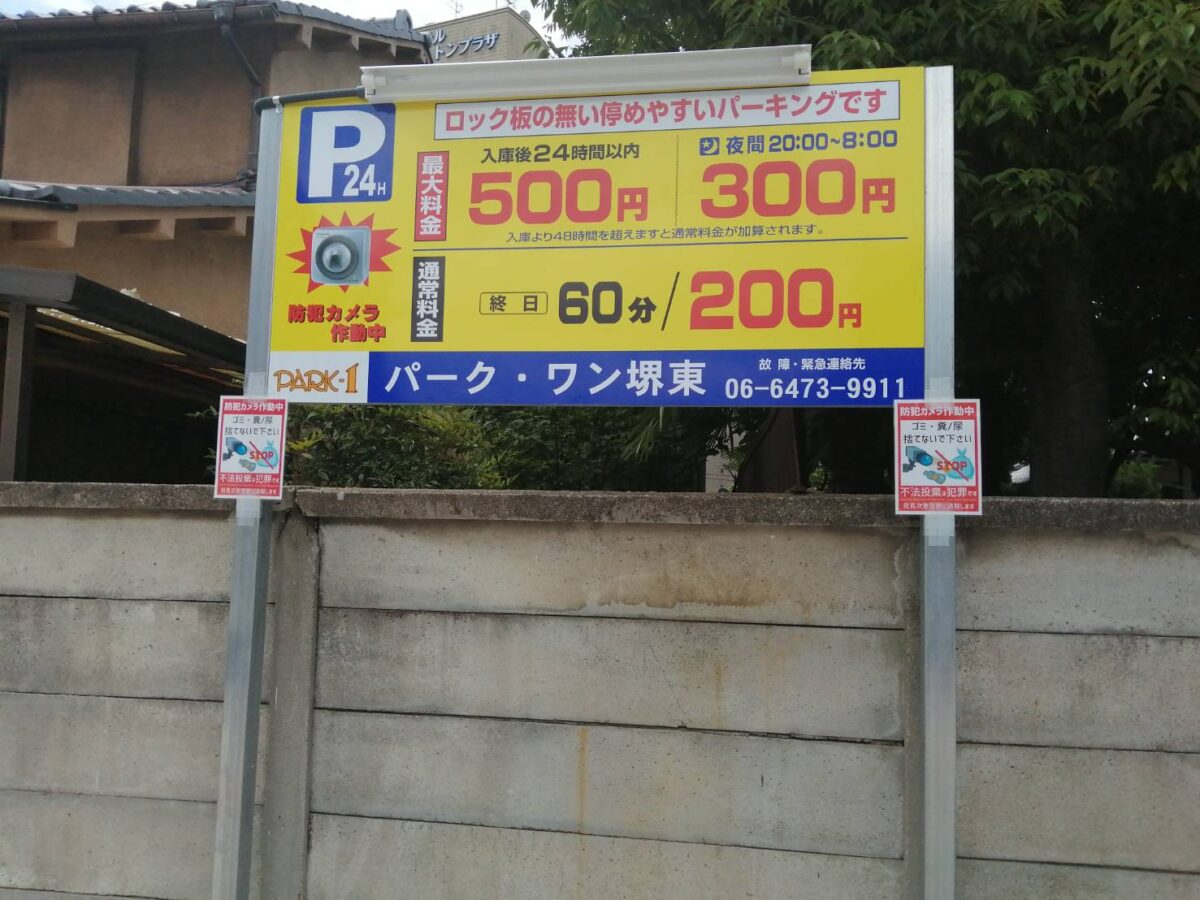 ル
トンプラザ
ロック板の無い停めやすいパーキングです
P
24H
最大料金
入庫後24時間以内
500円
夜間20:00~8:00
300円
入庫より48時間を超えますと通常料金が加算されます。
防犯カメラ
作動中
通常料金
終日 60分/200円
PARK-1
パーク・ワン堺東
故障・緊急連絡先
06-6473-9911
防犯カメラ作動中
ゴミ・糞/尿
捨てないで下さい
STOP
不法投棄は犯罪です
防犯カメラ作動中
ゴミ・糞/尿
捨てないで下さい
STOP
不法投棄は犯罪です